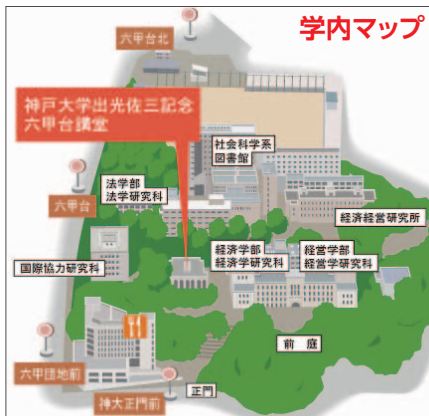 学内マップ
六甲台北
神戸大学出光佐三記念
六甲台講堂
社会科学系
図書館
法学部
法学研究科
六甲台
経済経営研究所
国際協力研究科
経済学部
経済学研究科
経営学部
経営学研究科
前庭
六甲団地前
神大正門前
正門